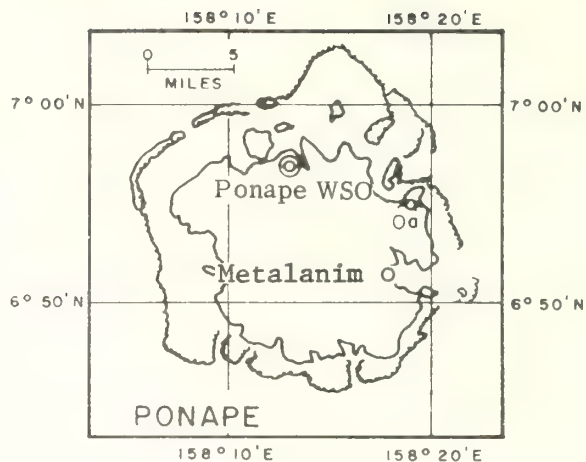 158° 10' E 158° 20' E
0 5
MILES
7° 00' N 7° 00' N
Ponape WSO
Oa
Metalanim
6° 50' N 6° 50' N
PONAPE
158° 10' E 158° 20' E